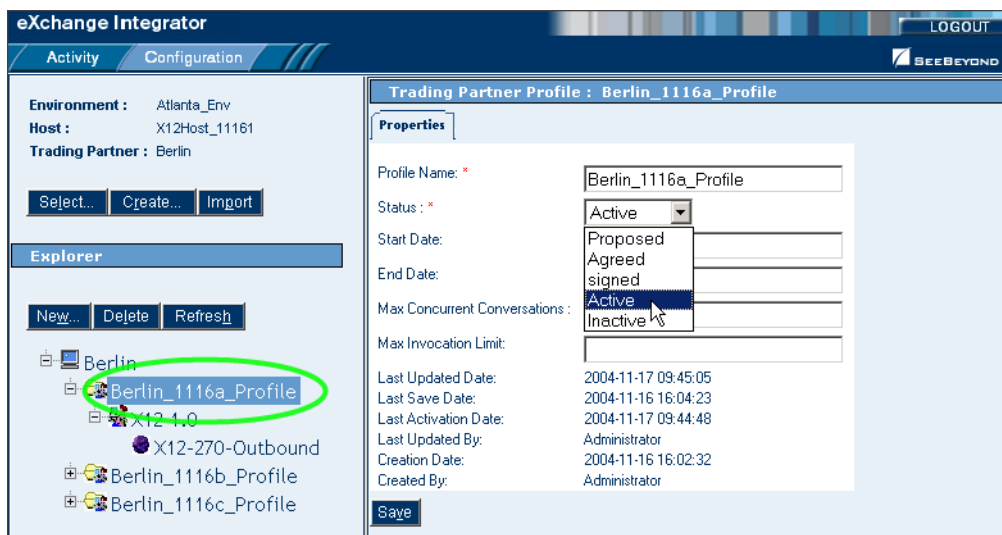 eXchange Integrator
LOGOUT
Activity Configuration
SEEBEYOND
Environment : Atlanta_Env
Host : X12Host_11161
Trading Partner : Berlin
Select... Create... Import
Explorer
New... Delete Refresh
Berlin
Berlin_1116a_Profile
X12-1.0
X12-270-Outbound
Berlin_1116b_Profile
Berlin_1116c_Profile
Trading Partner Profile : Berlin_1116a_Profile
Properties
Profile Name: * Berlin_1116a_Profile
Status : * Active
Start Date:
End Date:
Max Concurrent Conversations :
Max Invocation Limit:
Proposed
Agreed
signed
Active
Inactive
Last Updated Date: 2004-11-17 09:45:05
Last Save Date: 2004-11-16 16:04:23
Last Activation Date: 2004-11-17 09:44:48
Last Updated By: Administrator
Creation Date: 2004-11-16 16:02:32
Created By: Administrator
Save